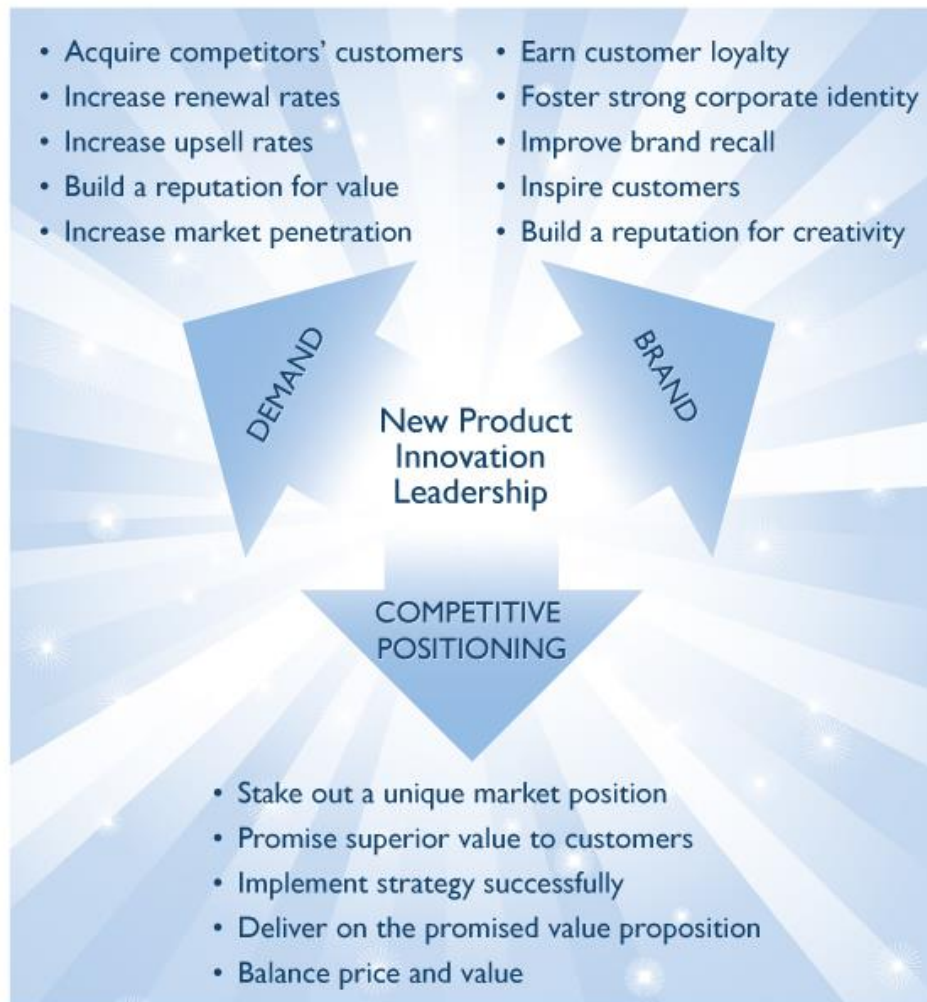 • Acquire competitors' customers
• Increase renewal rates
• Increase upsell rates
• Build a reputation for value
• Increase market penetration
• Earn customer loyalty
• Foster strong corporate identity
• Improve brand recall
• Inspire customers
• Build a reputation for creativity
DEMAND
BRAND
New Product
Innovation
Leadership
COMPETITIVE
POSITIONING
• Stake out a unique market position
• Promise superior value to customers
• Implement strategy successfully
• Deliver on the promised value proposition
• Balance price and value